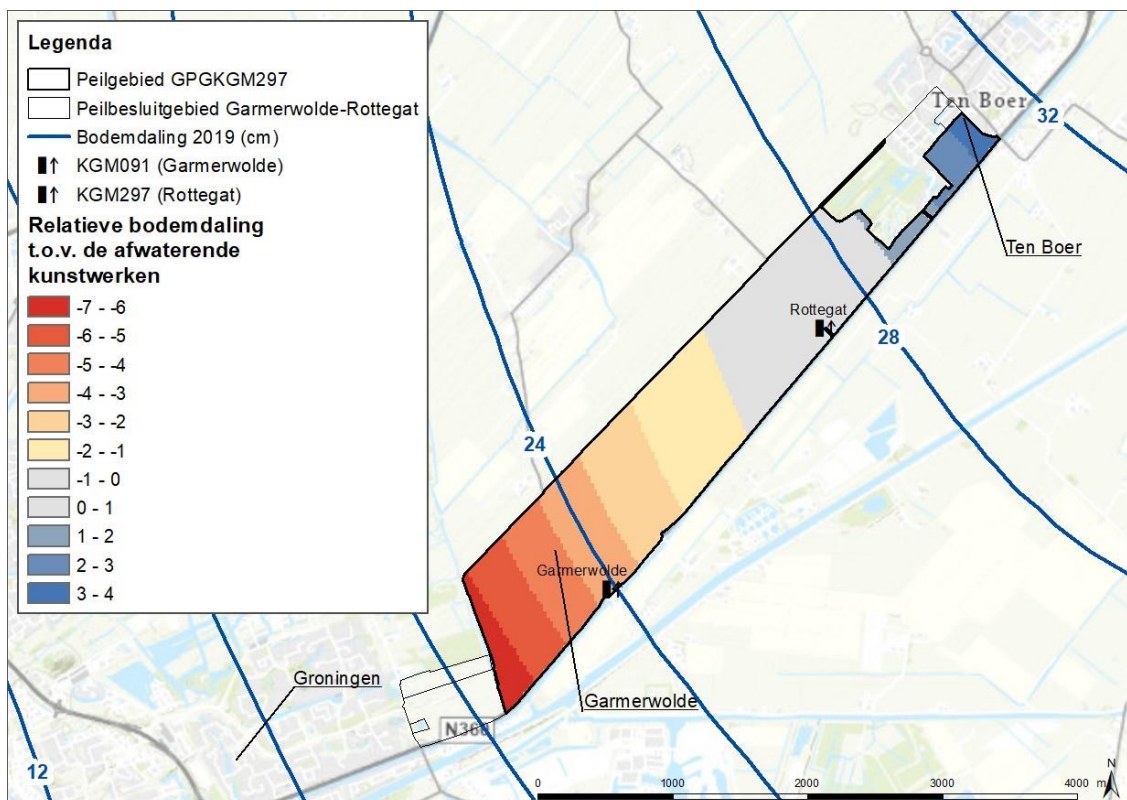 Legenda
Peilgebied GPGKGM297
Peilbesluitgebied Garmerwolde-Rottegat
Bodemdaling 2019 (cm)
KGM091 (Garmerwolde)
KGM297 (Rottegat)
Relatieve bodemdaling
t.o.v. de afwaterende
kunstwerken
-7 - -6
-6 - -5
-5 - -4
-4 - -3
-3 - -2
-2 - -1
-1 - 0
0 - 1
1 - 2
2 - 3
3 - 4
Ten Boer
32
Ten Boer
Rottegat
28
24
Garmerwolde
Groningen
Garmerwolde
N360
12
0 1000 2000 3000 4000 m
N